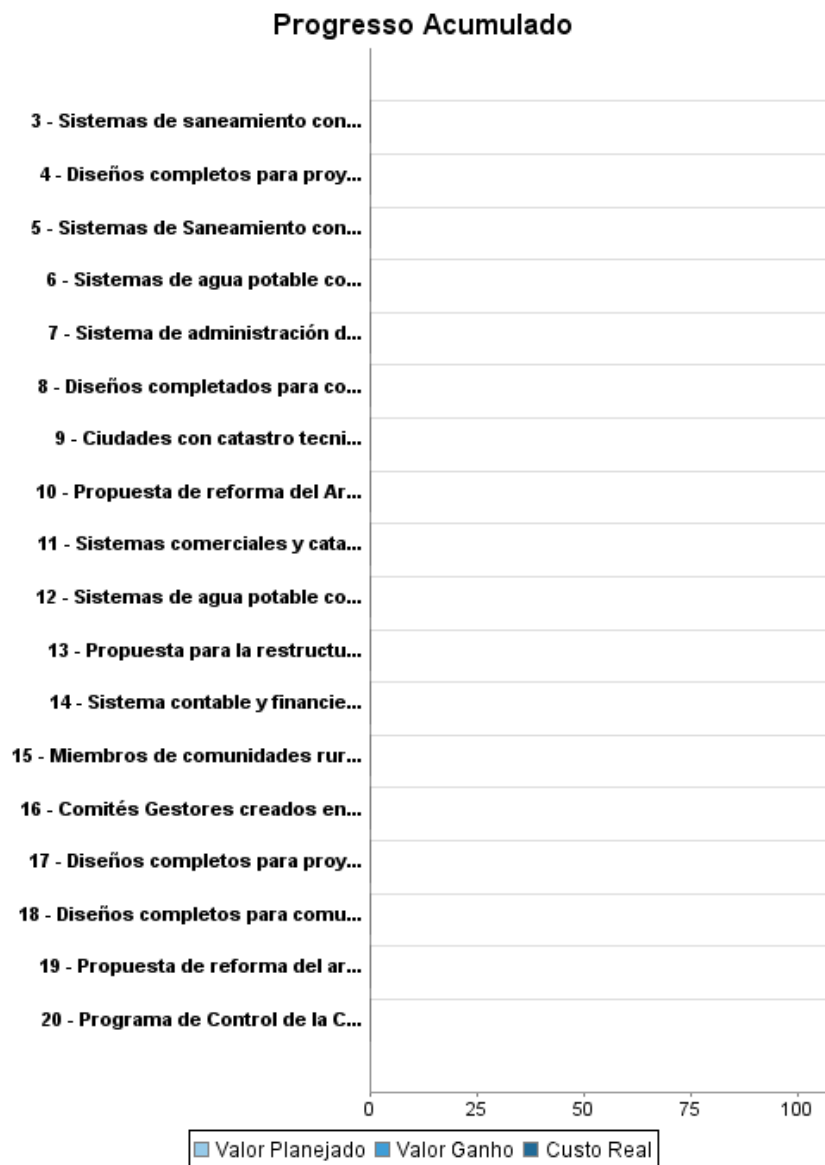 Progresso Acumulado
3 - Sistemas de saneamiento con...
4 - Diseños completos para proy...
5 - Sistemas de Saneamiento con...
6 - Sistemas de agua potable co...
7 - Sistema de administración d...
8 - Diseños completados para co...
9 - Ciudades con catastro tecni...
10 - Propuesta de reforma del Ar...
11 - Sistemas comerciales y cata...
12 - Sistemas de agua potable co...
13 - Propuesta para la restructu...
14 - Sistema contable y financie...
15 - Miembros de comunidades rur...
16 - Comités Gestores creados en...
17 - Diseños completos para proy...
18 - Diseños completos para comu...
19 - Propuesta de reforma del ar...
20 - Programa de Control de la C...
0 25 50 75 100
Valor Planejado Valor Ganho Custo Real